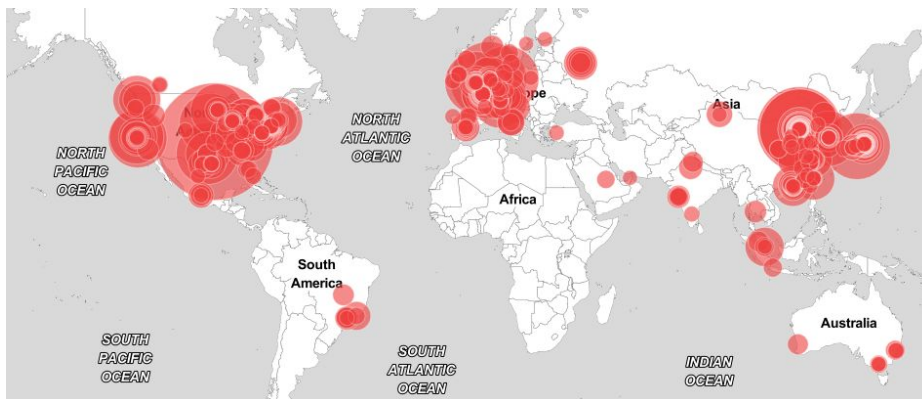 NORTH
PACIFIC
OCEAN
NORTH
ATLANTIC
OCEAN
ope
Asia
Africa
South
America
SOUTH
PACIFIC
OCEAN
SOUTH
ATLANTIC
OCEAN
INDIAN
OCEAN
Australia